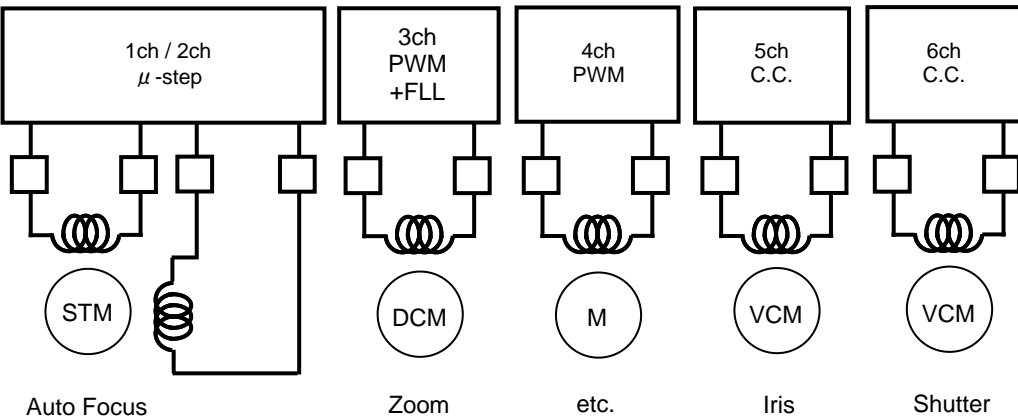 1ch / 2ch
μ -step
3ch
PWM
+FLL
4ch
PWM
5ch
C.C.
6ch
C.C.
STM
DCM
M
VCM
VCM
Auto Focus
Zoom
etc.
Iris
Shutter